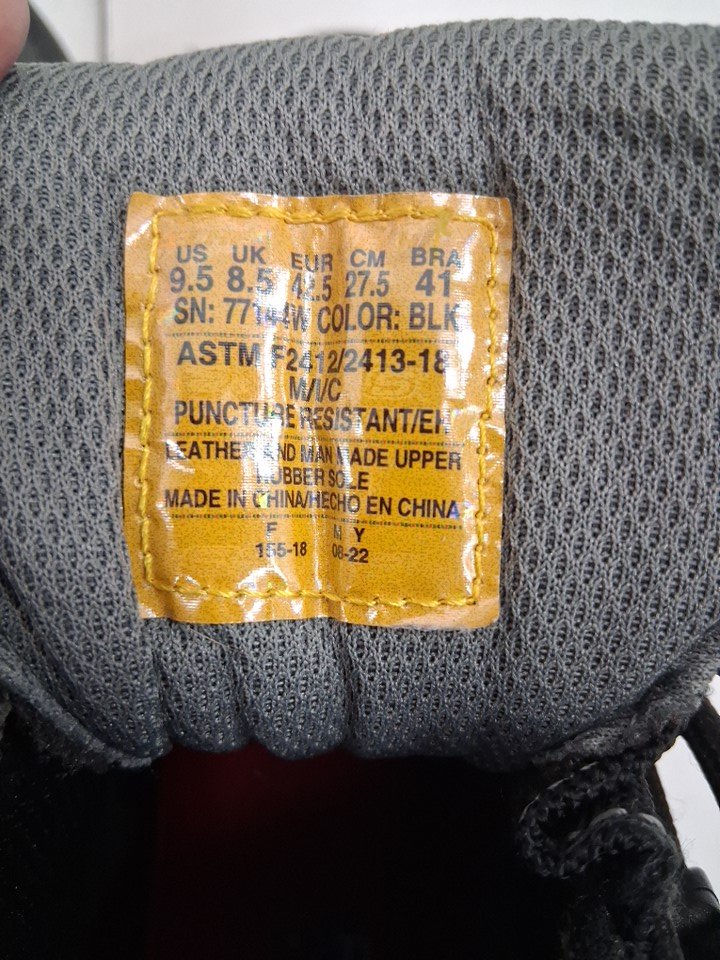 US UK EUR CM BRA
9.5 8.5 42.5 27.5 41
SN: 77144W COLOR: BLK
ASTM F2412/2413-18
M/I/C
PUNCTURE RESISTANT/EH
LEATHER AND MAN MADE UPPER
RUBBER SOLE
MADE IN CHINA/HECHO EN CHINA
F M Y
155-18 06-22